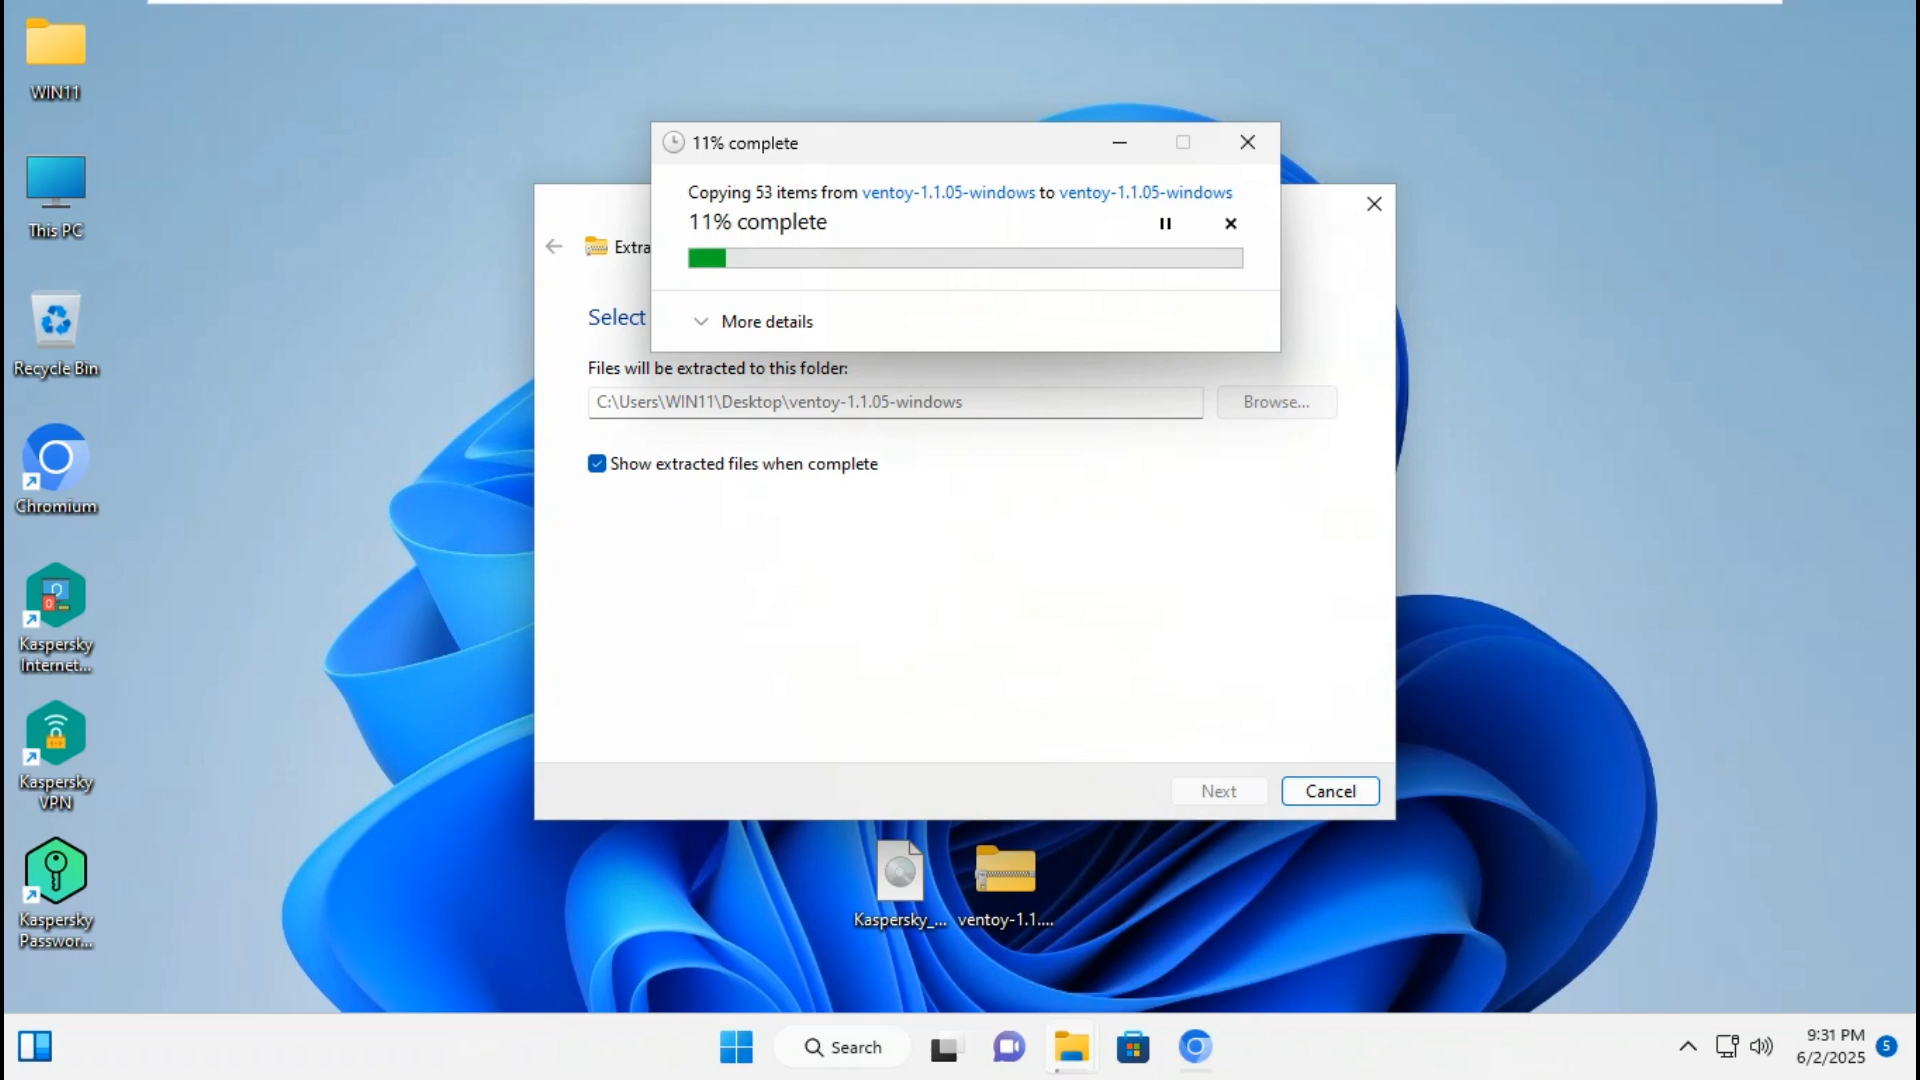 WIN11
This PC
Recycle Bin
Chromium
Kaspersky
Internet...
Kaspersky
VPN
Kaspersky
Passwor...
11% complete
Copying 53 items from ventoy-1.1.05-windows to ventoy-1.1.05-windows
11% complete
More details
Extra
Select
Files will be extracted to this folder:
C:\Users\WIN11\Desktop\ventoy-1.1.05-windows
Browse...
Show extracted files when complete
Next
Cancel
Kaspersky_...
ventoy-1.1....
Search
9:31 PM
6/2/2025
5